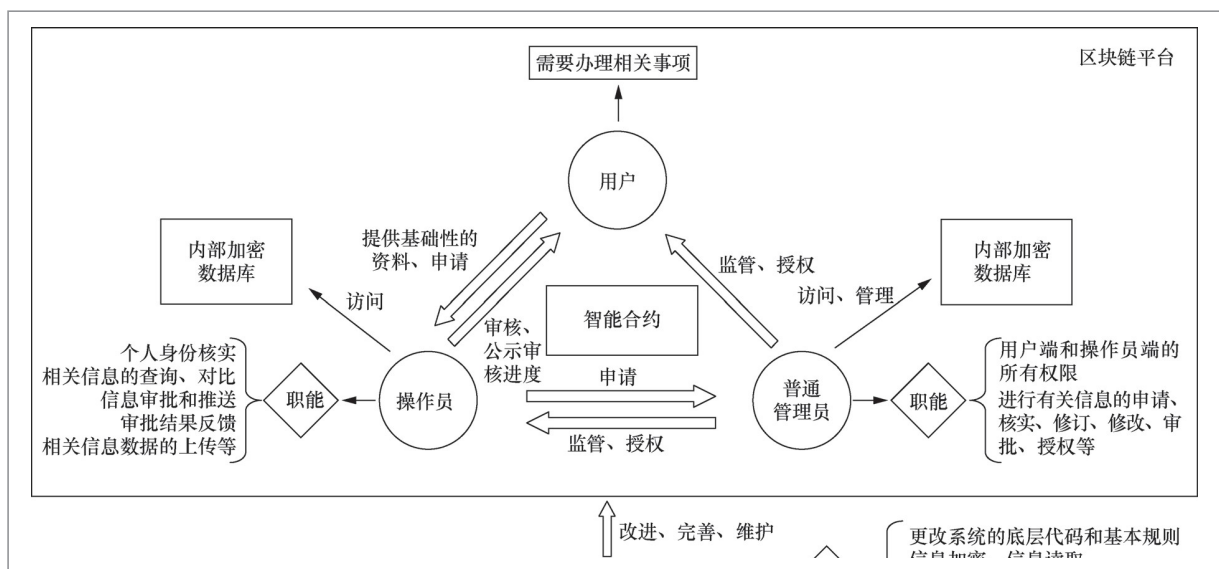 区块链平台
需要办理相关事项
用户
内部加密
数据库
提供基础性的
资料、申请
监管、授权
内部加密
数据库
访问
访问、管理
智能合约
审核、
公示审
核进度
个人身份核实
相关信息的查询、对比
信息审批和推送
审批结果反馈
相关信息数据的上传等
职能
操作员
申请
监管、授权
普通
管理员
职能
用户端和操作员端的
所有权限
进行有关信息的申请、
核实、修订、修改、审
批、授权等
改进、完善、维护
更改系统的底层代码和基本规则